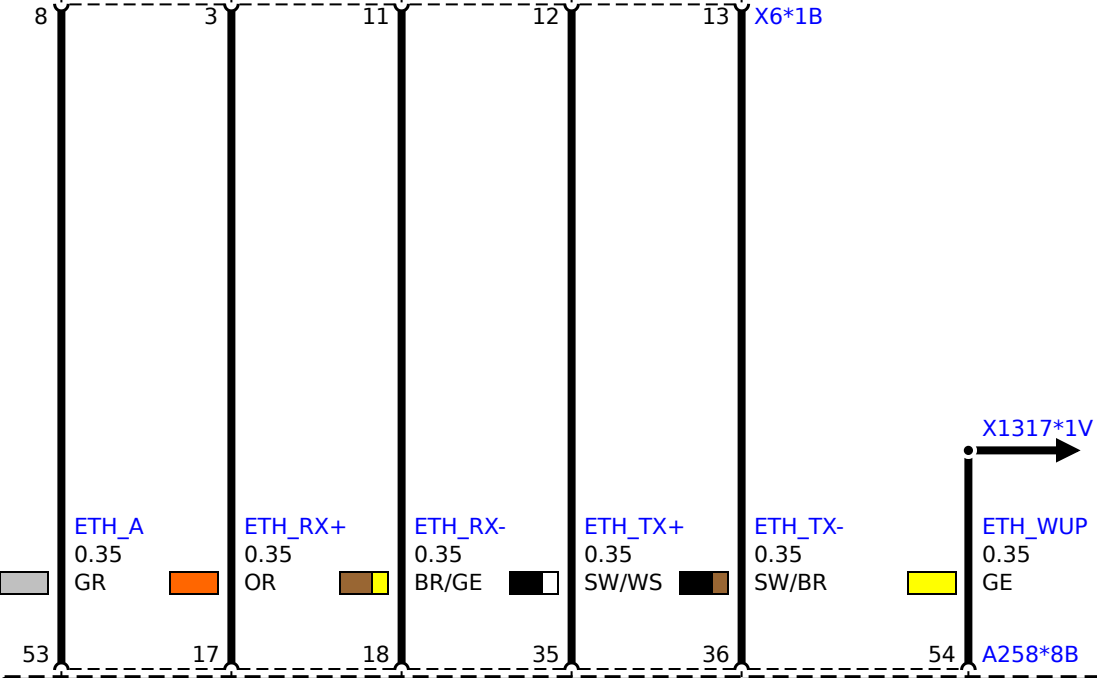 8 3 11 12 13 X6*1B
X1317*1V
ETH_A ETH_RX+ ETH_RX- ETH_TX+ ETH_TX- ETH_WUP
0.35 0.35 0.35 0.35 0.35 0.35
GR OR BR/GE SW/WS SW/BR GE
53 17 18 35 36 54 A258*8B